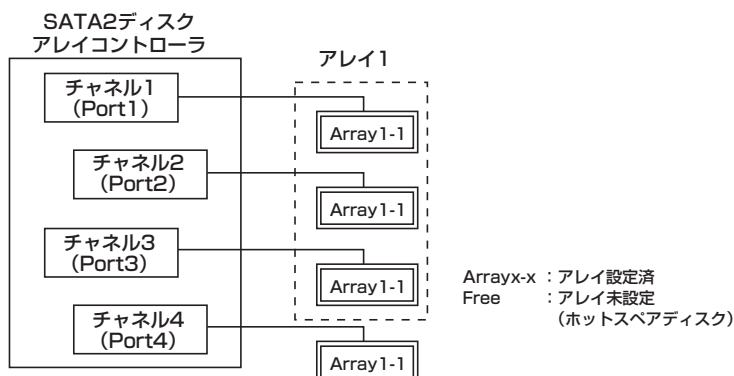 SATA2ディスク
アレイコントローラ
アレイ1
チャネル1
(Port1)
Array1-1
チャネル2
(Port2)
Array1-1
チャネル3
(Port3)
Array1-1
チャネル4
(Port4)
Array1-1
Arrayx-x ：アレイ設定済
Free ：アレイ未設定
(ホットスペアディスク)